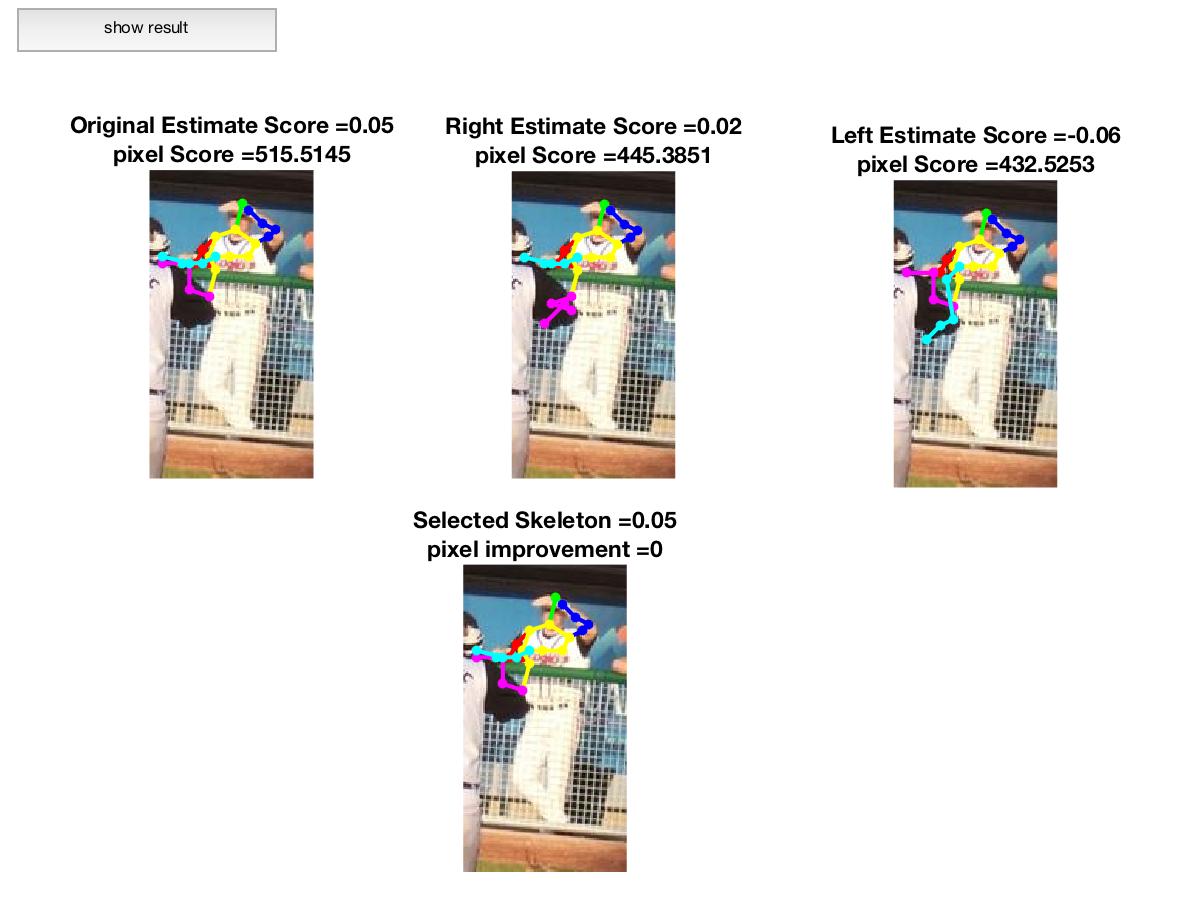 show result
Original Estimate Score =0.05
pixel Score =515.5145
Right Estimate Score =0.02
pixel Score =445.3851
Left Estimate Score =-0.06
pixel Score =432.5253
Selected Skeleton =0.05
pixel improvement =0